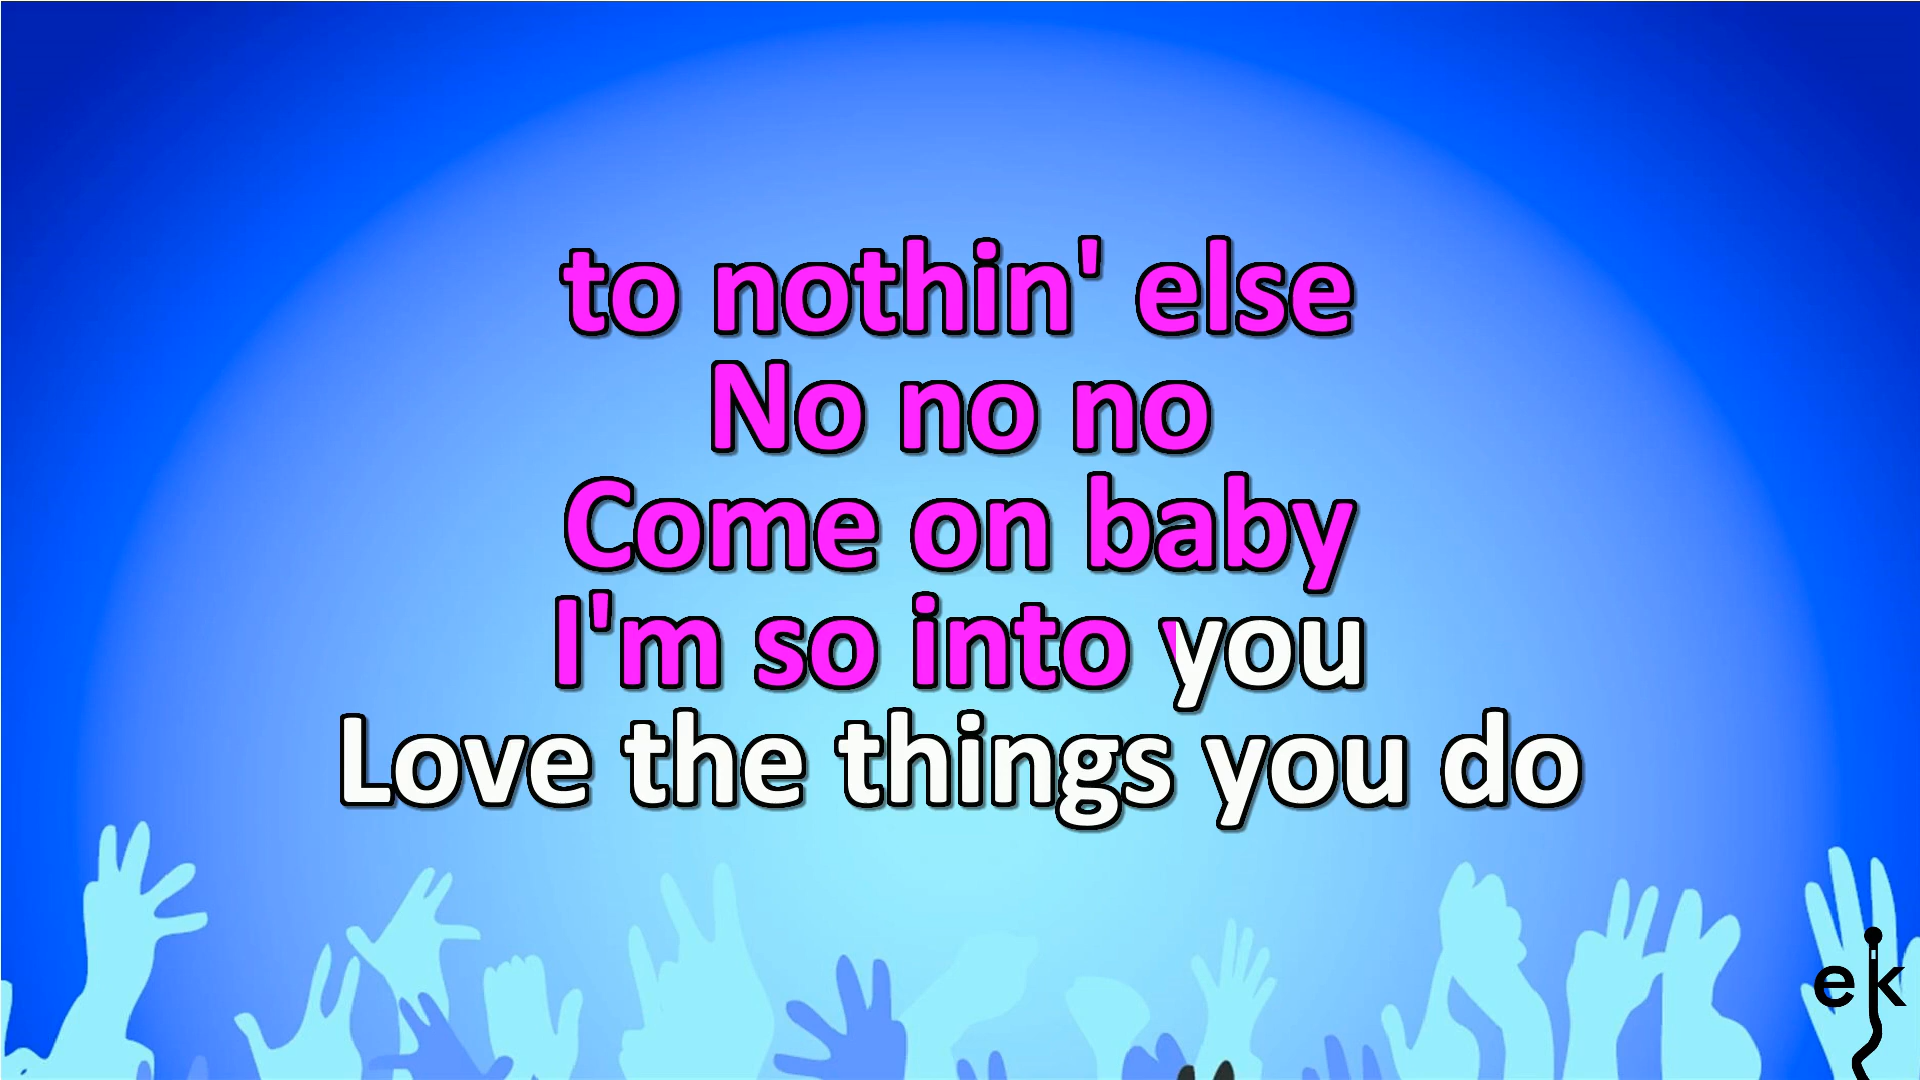 to nothin' else
No no no
Come on baby
I'm so into you
Love the things you do
ek